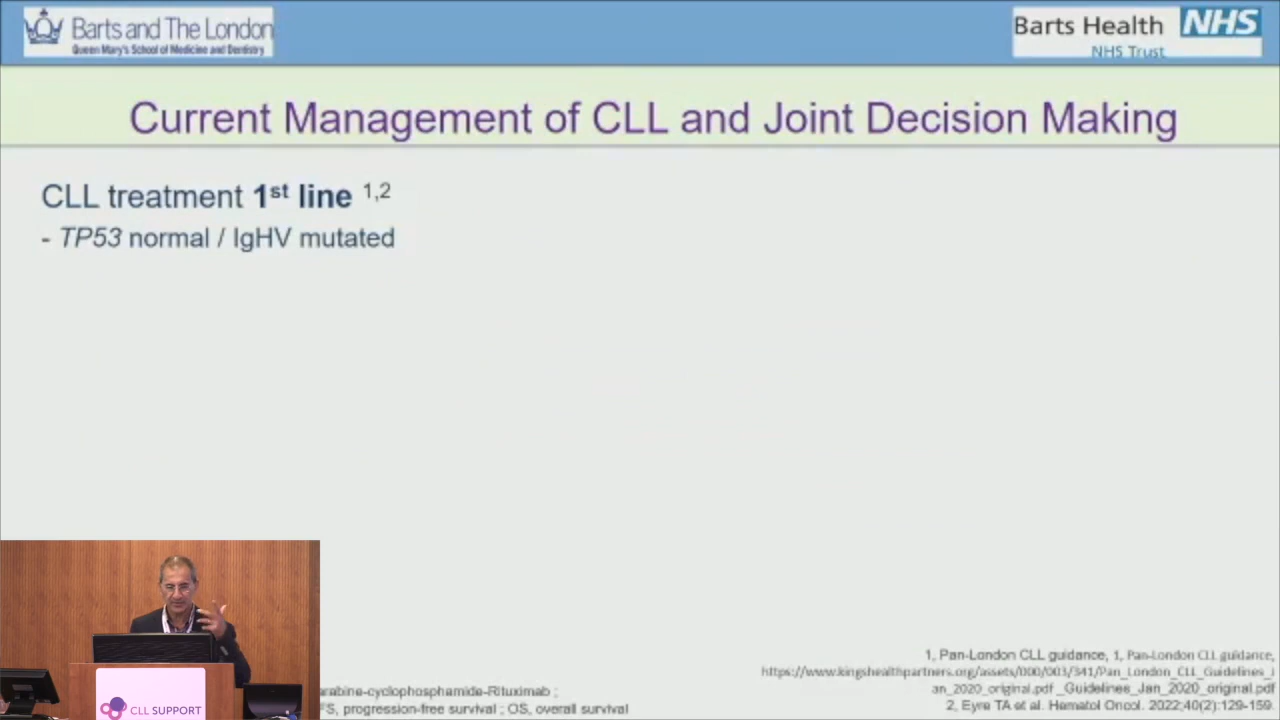 Barts and The London
Queen Mary's School of Medicine and Dentistry
Barts Health NHS
NHS Trust
Current Management of CLL and Joint Decision Making
CLL treatment 1st line 1,2
- TP53 normal / IgHV mutated
arabine-cyclophosphamide-Rituximab ;
FS, progression-free survival ; OS, overall survival
1, Pan-London CLL guidance, 1, Pan-London CLL guidance,
https://www.kingshealthpartners.org/assets/000/003/341/Pan_London_CLL_Guidelines_J
an_2020_original.pdf _Guidelines_Jan_2020_original.pdf
2, Eyre TA et al. Hematol Oncol. 2022;40(2):129-159.
CLL SUPPORT